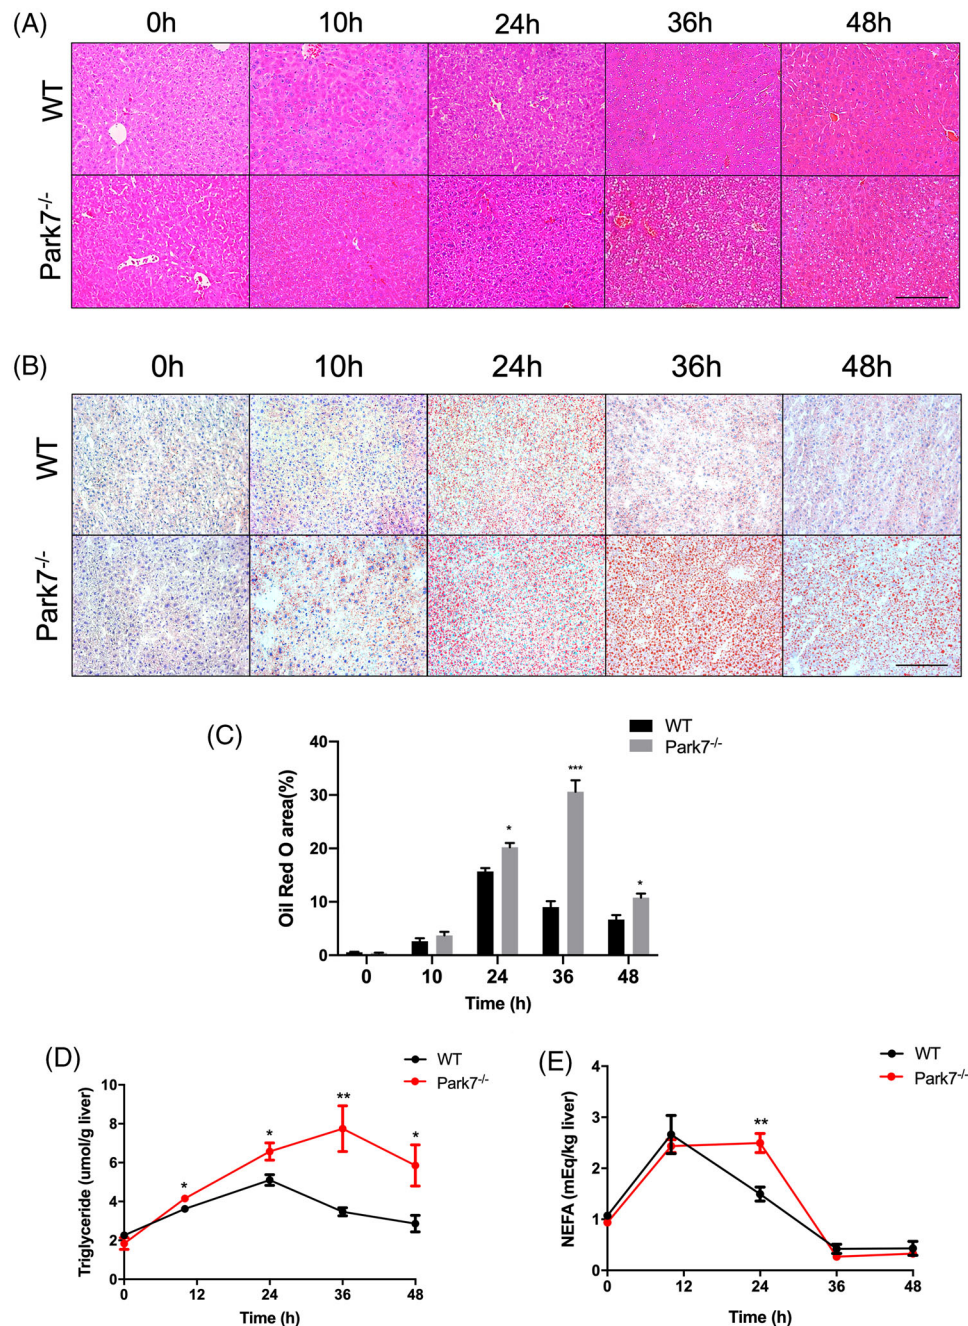 (A)
0h 10h 24h 36h 48h
WT
Park7-/-
(B)
0h 10h 24h 36h 48h
WT
Park7-/-
(C)
WT
Park7-/-
Oil Red O area(%)
40
30
20
10
0
*
***
*
0 10 24 36 48
Time (h)
(D)
WT
Park7-/-
Triglyceride (umol/g liver)
10
8
6
4
2
0
*
*
**
*
0 12 24 36 48
Time (h)
(E)
WT
Park7-/-
NEFA (mEq/kg liver)
4
3
2
1
0
**
0 12 24 36 48
Time (h)